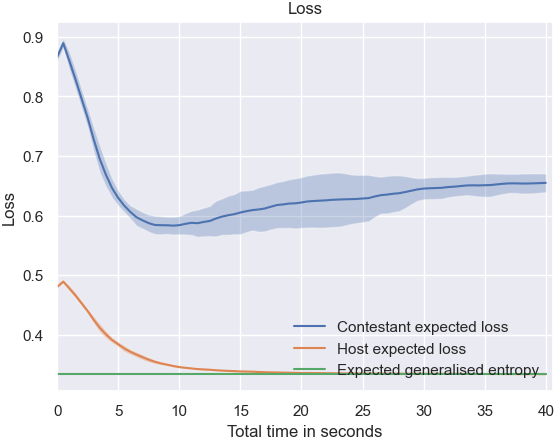 Loss
0.9
0.8
0.7
0.6
0.5
0.4
Loss
Contestant expected loss
Host expected loss
Expected generalised entropy
0 5 10 15 20 25 30 35 40
Total time in seconds